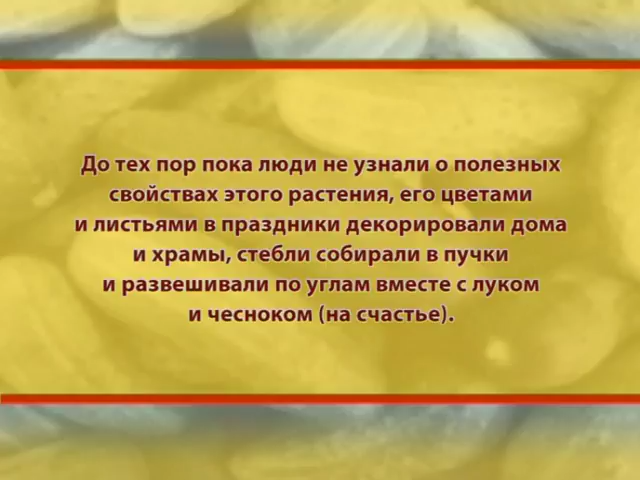 До тех пор пока люди не узнали о полезных
свойствах этого растения, его цветами
и листьями в праздники декорировали дома
и храмы, стебли собирали в пучки
и развешивали по углам вместе с луком
и чесноком (на счастье).